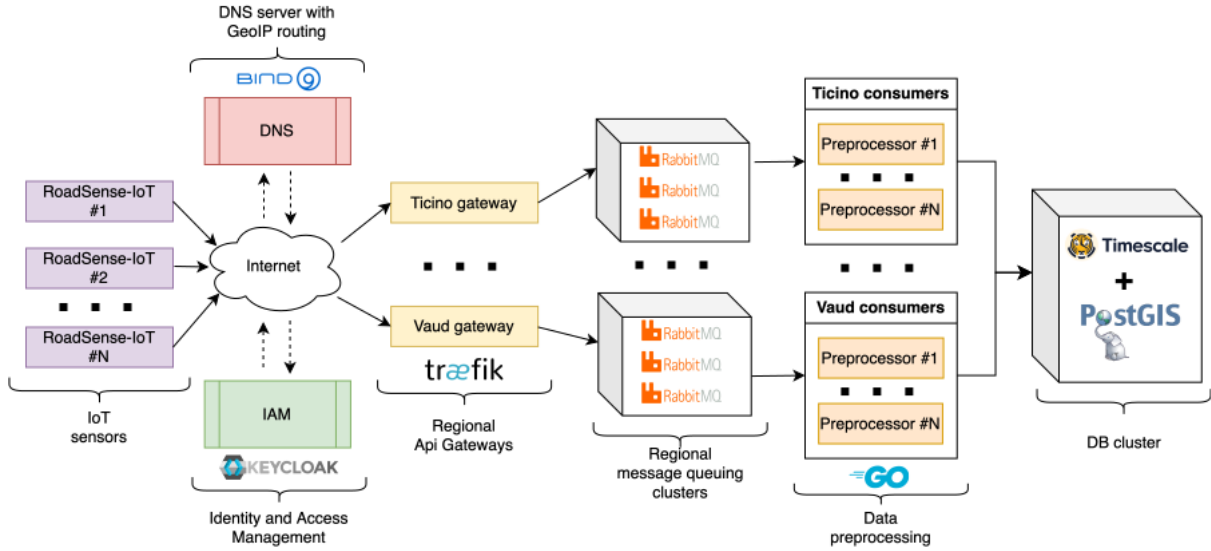 DNS server with
GeoIP routing
BIND 9
DNS
RoadSense-IoT
#1
RoadSense-IoT
#2
RoadSense-IoT
#N
IoT
sensors
Internet
IAM
KEYCLOAK
Identity and Access
Management
Ticino gateway
Vaud gateway
træfik
Regional
Api Gateways
RabbitMQ
RabbitMQ
RabbitMQ
RabbitMQ
RabbitMQ
RabbitMQ
Regional
message queuing
clusters
Ticino consumers
Preprocessor #1
Preprocessor #N
Vaud consumers
Preprocessor #1
Preprocessor #N
GO
Data
preprocessing
Timescale
+
PostGIS
DB cluster